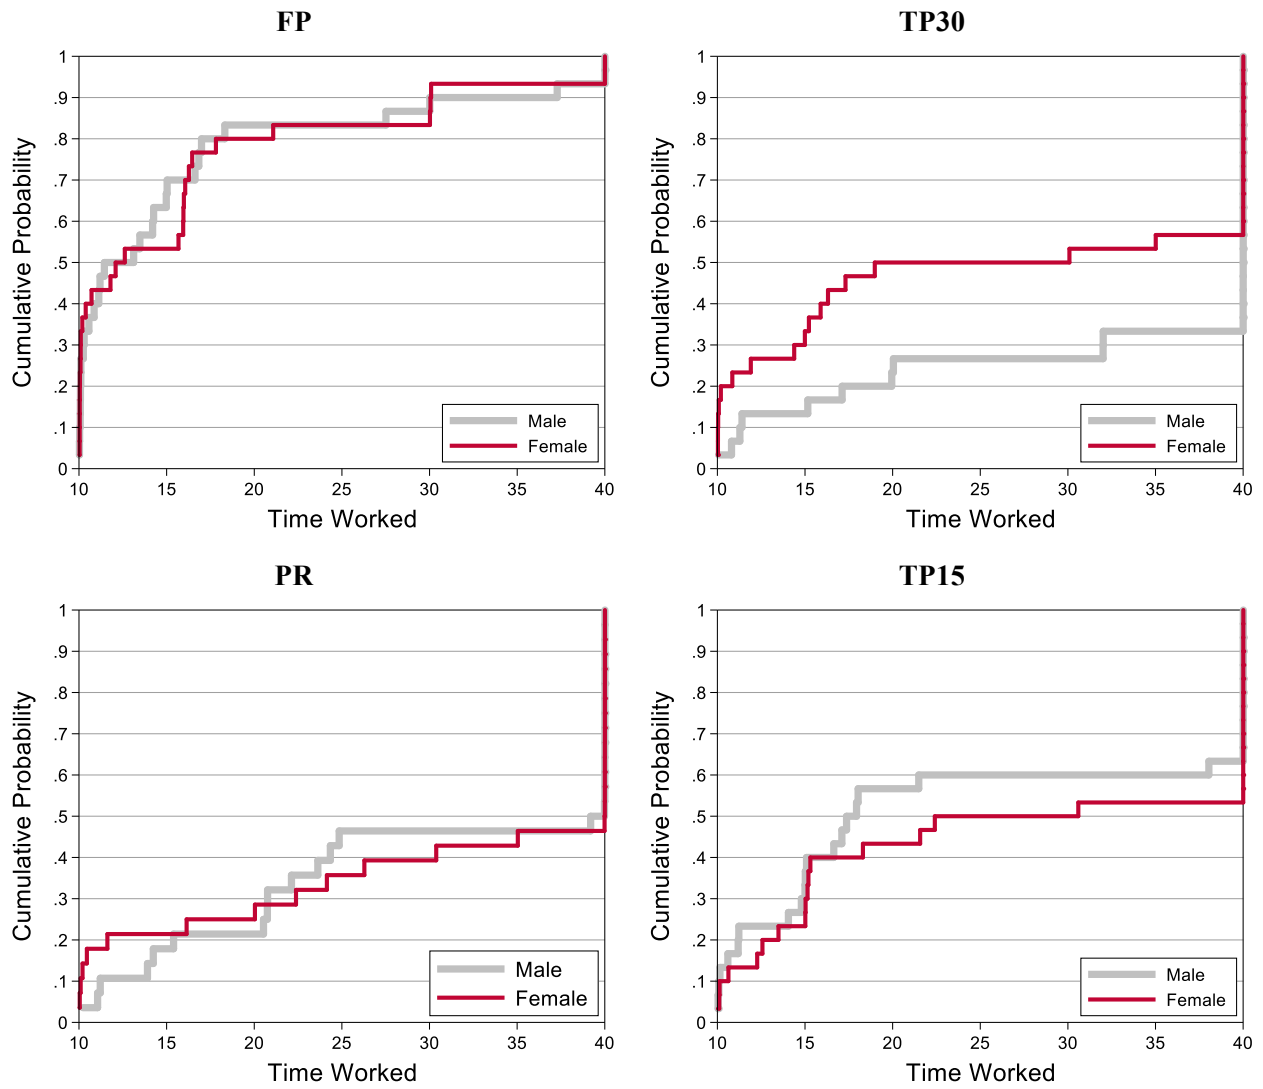 FP
1
.9
.8
.7
.6
.5
.4
.3
.2
.1
0
Cumulative Probability
Male
Female
10 15 20 25 30 35 40
Time Worked
TP30
1
.9
.8
.7
.6
.5
.4
.3
.2
.1
0
Cumulative Probability
Male
Female
10 15 20 25 30 35 40
Time Worked
PR
1
.9
.8
.7
.6
.5
.4
.3
.2
.1
0
Cumulative Probability
Male
Female
10 15 20 25 30 35 40
Time Worked
TP15
1
.9
.8
.7
.6
.5
.4
.3
.2
.1
0
Cumulative Probability
Male
Female
10 15 20 25 30 35 40
Time Worked